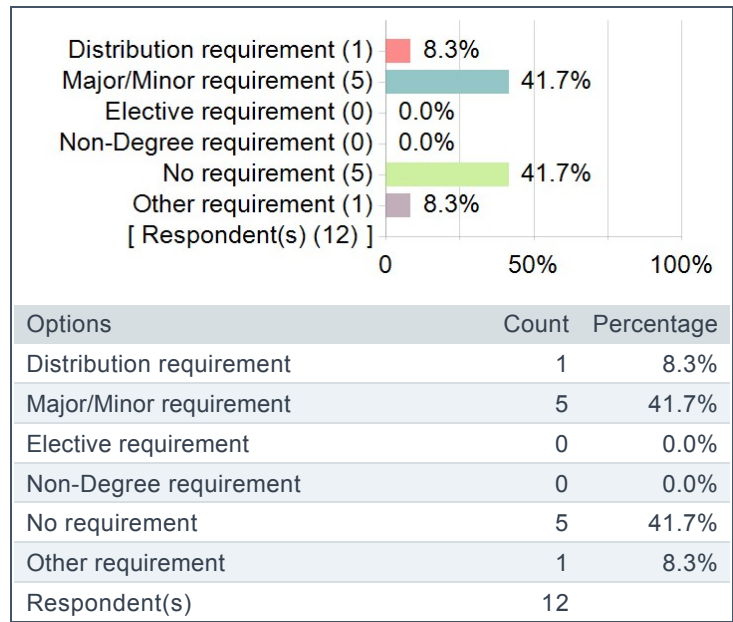 Distribution requirement (1) 8.3%
Major/Minor requirement (5) 41.7%
Elective requirement (0) 0.0%
Non-Degree requirement (0) 0.0%
No requirement (5) 41.7%
Other requirement (1) 8.3%
[ Respondent(s) (12) ]
0 50% 100%
Options Count Percentage
Distribution requirement 1 8.3%
Major/Minor requirement 5 41.7%
Elective requirement 0 0.0%
Non-Degree requirement 0 0.0%
No requirement 5 41.7%
Other requirement 1 8.3%
Respondent(s) 12